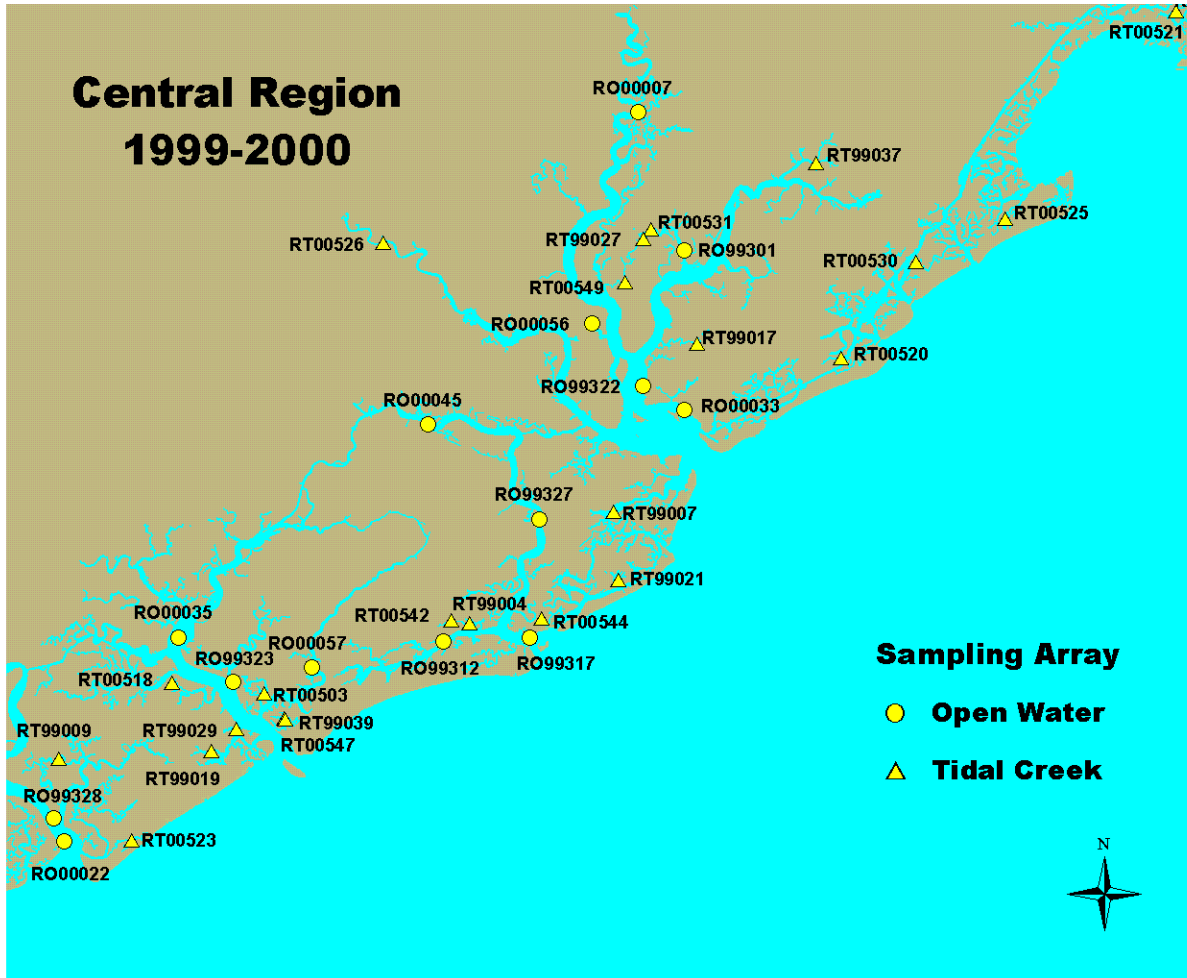 RT00521
Central Region
1999-2000
RO00007
RT99037
RT00525
RT00531
RT99027
RT00526
RO99301
RT00530
RT00549
RO00056
RT99017
RT00520
RO99322
RO00045
RO00033
RO99327
RT99007
RT99021
RT99004
RT00542
RO00035
RT00544
RO00057
RO99312
RO99317
RO99323
RT00518
RT00503
RT99039
RT99009
RT99029
RT00547
RT99019
RO99328
RT00523
RO00022
Sampling Array
Open Water
Tidal Creek
N